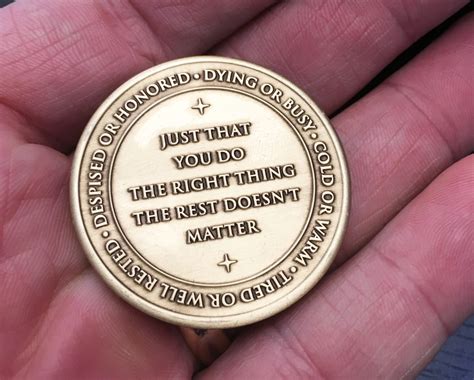 JUST THAT
YOU DO
THE RIGHT THING
THE REST DOESN'T
MATTER
COLD OR WARM • TIRED OR WELL RESTED • DESPISED OR HONORED • DYING OR BUSY •